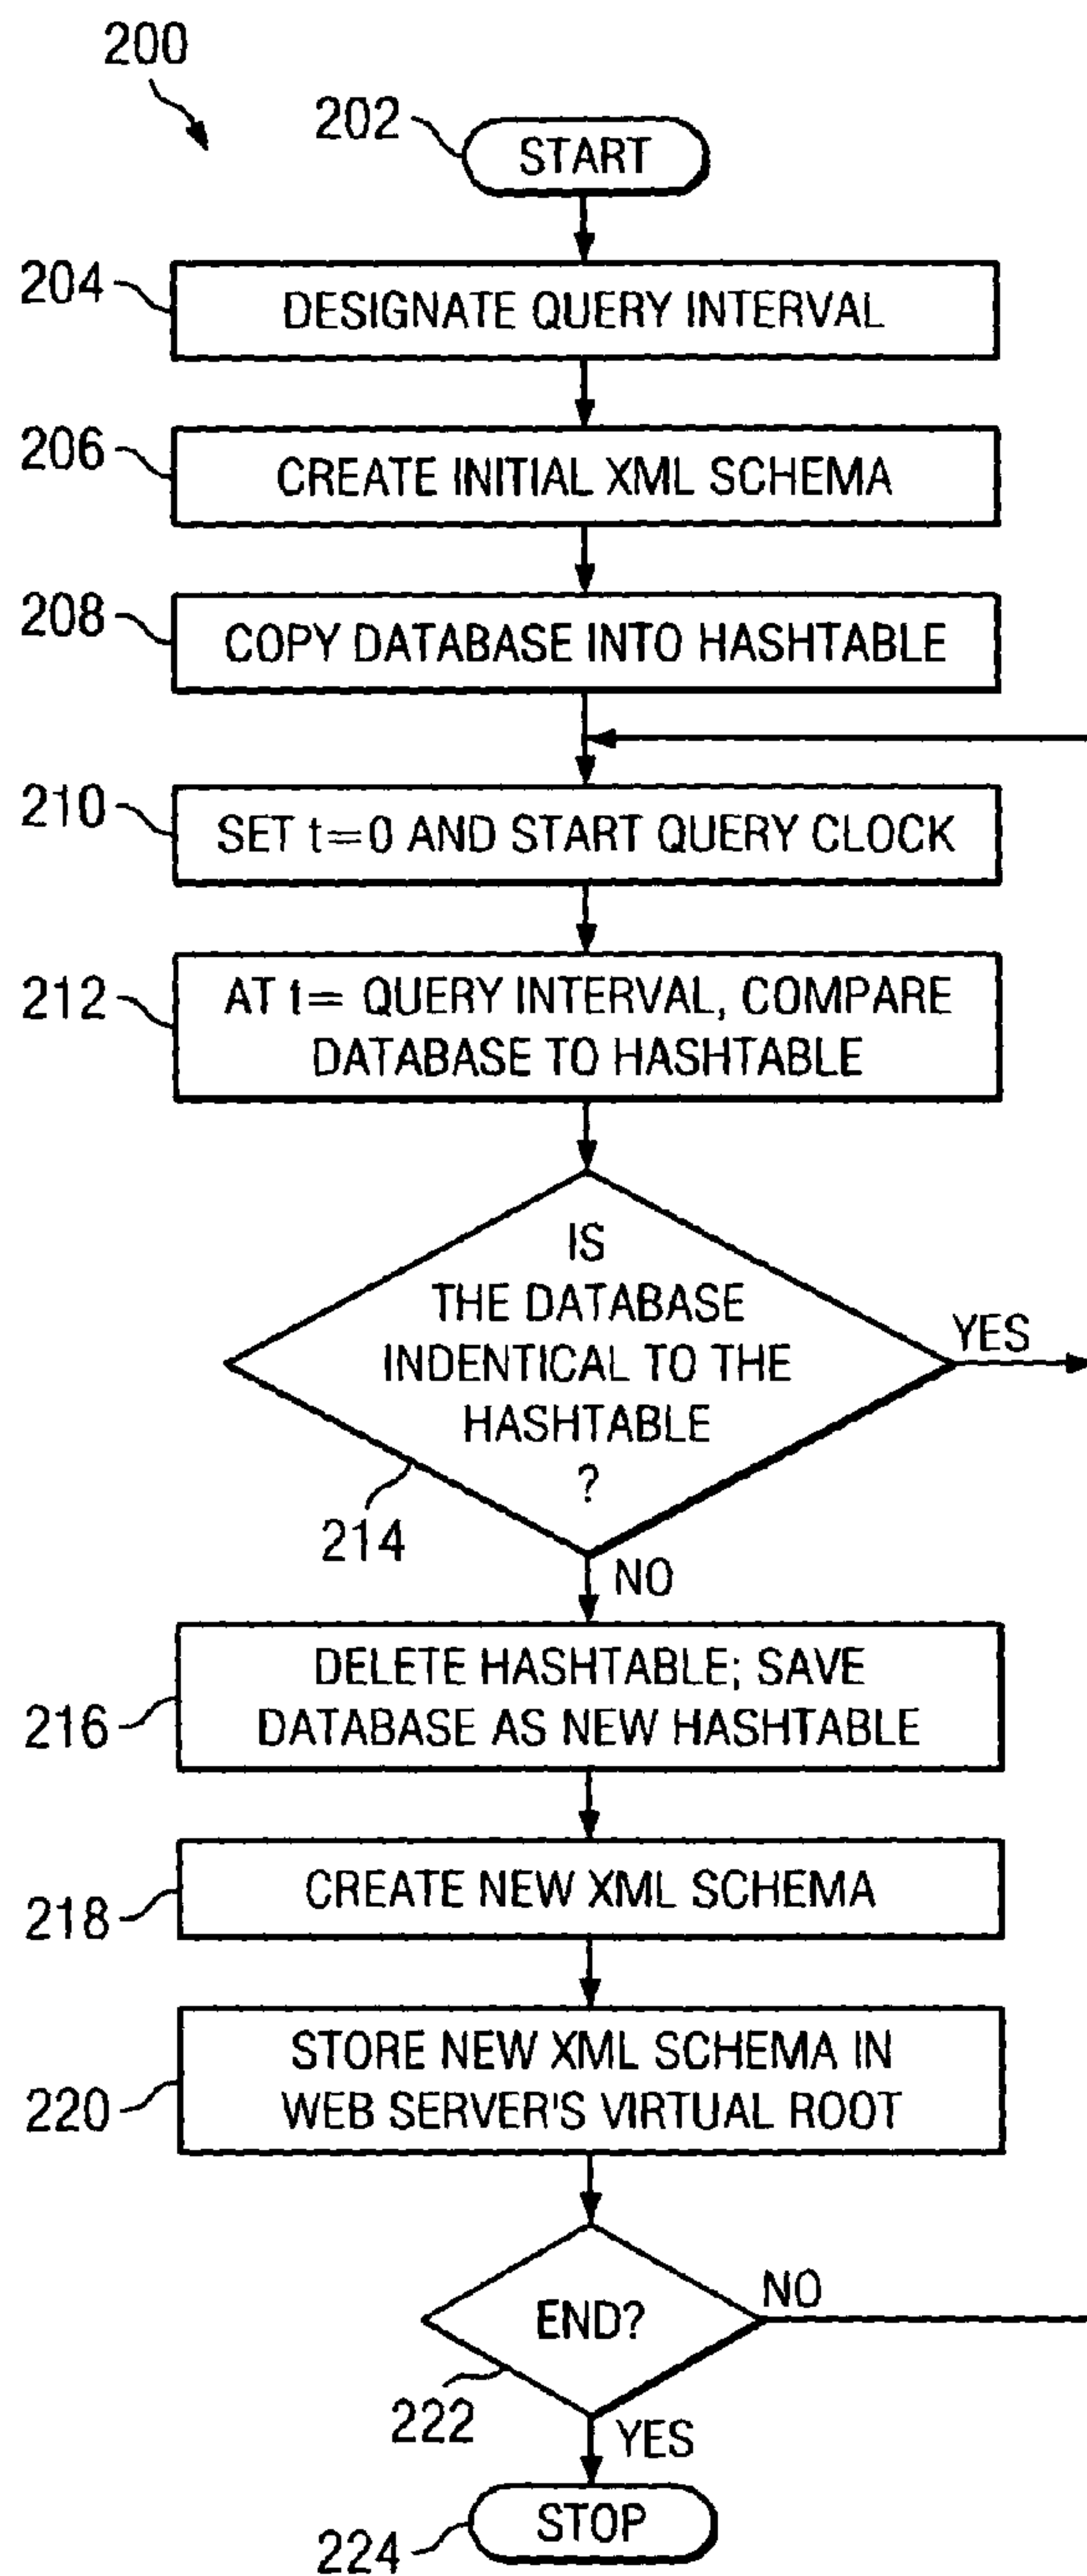 200
202
START
204
DESIGNATE QUERY INTERVAL
206
CREATE INITIAL XML SCHEMA
208
COPY DATABASE INTO HASHTABLE
210
SET t=0 AND START QUERY CLOCK
212
AT t= QUERY INTERVAL, COMPARE
DATABASE TO HASHTABLE
IS
THE DATABASE
INDENTICAL TO THE
HASHTABLE
?
YES
214
NO
216
DELETE HASHTABLE; SAVE
DATABASE AS NEW HASHTABLE
218
CREATE NEW XML SCHEMA
220
STORE NEW XML SCHEMA IN
WEB SERVER'S VIRTUAL ROOT
END?
NO
222
YES
STOP
224